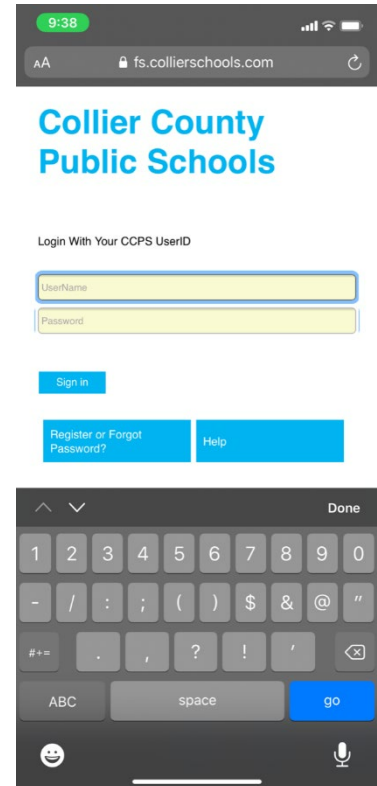 9:38
AA fs.collierschools.com
Collier County
Public Schools
Login With Your CCPS UserID
UserName
Password
Sign in
Register or Forgot
Password?
Help
Done
1 2 3 4 5 6 7 8 9 0
- / : ; ( ) $ & @ "
#+= . , ? ! '
ABC space go